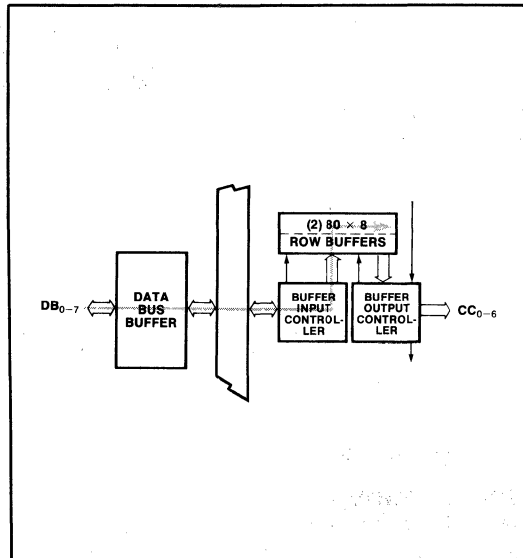 (2) 80 × 8
ROW BUFFERS
DB0–7
DATA
BUS
BUFFER
BUFFER
INPUT
CONTROL-
LER
BUFFER
OUTPUT
CONTROL-
LER
CC0–6